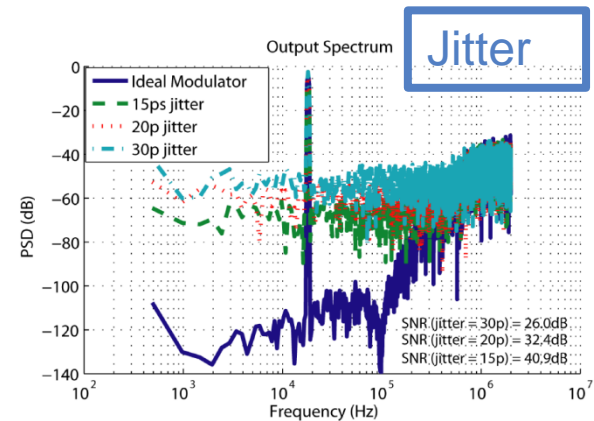 Jitter
Output Spectrum
Ideal Modulator
15ps jitter
20p jitter
30p jitter
PSD (dB)
0
−20
−40
−60
−80
−100
−120
−140
SNR (jitter = 30p) = 26.0dB
SNR (jitter = 20p) = 32.4dB
SNR (jitter = 15p) = 40.9dB
10^2 10^3 10^4 10^5 10^6 10^7
Frequency (Hz)